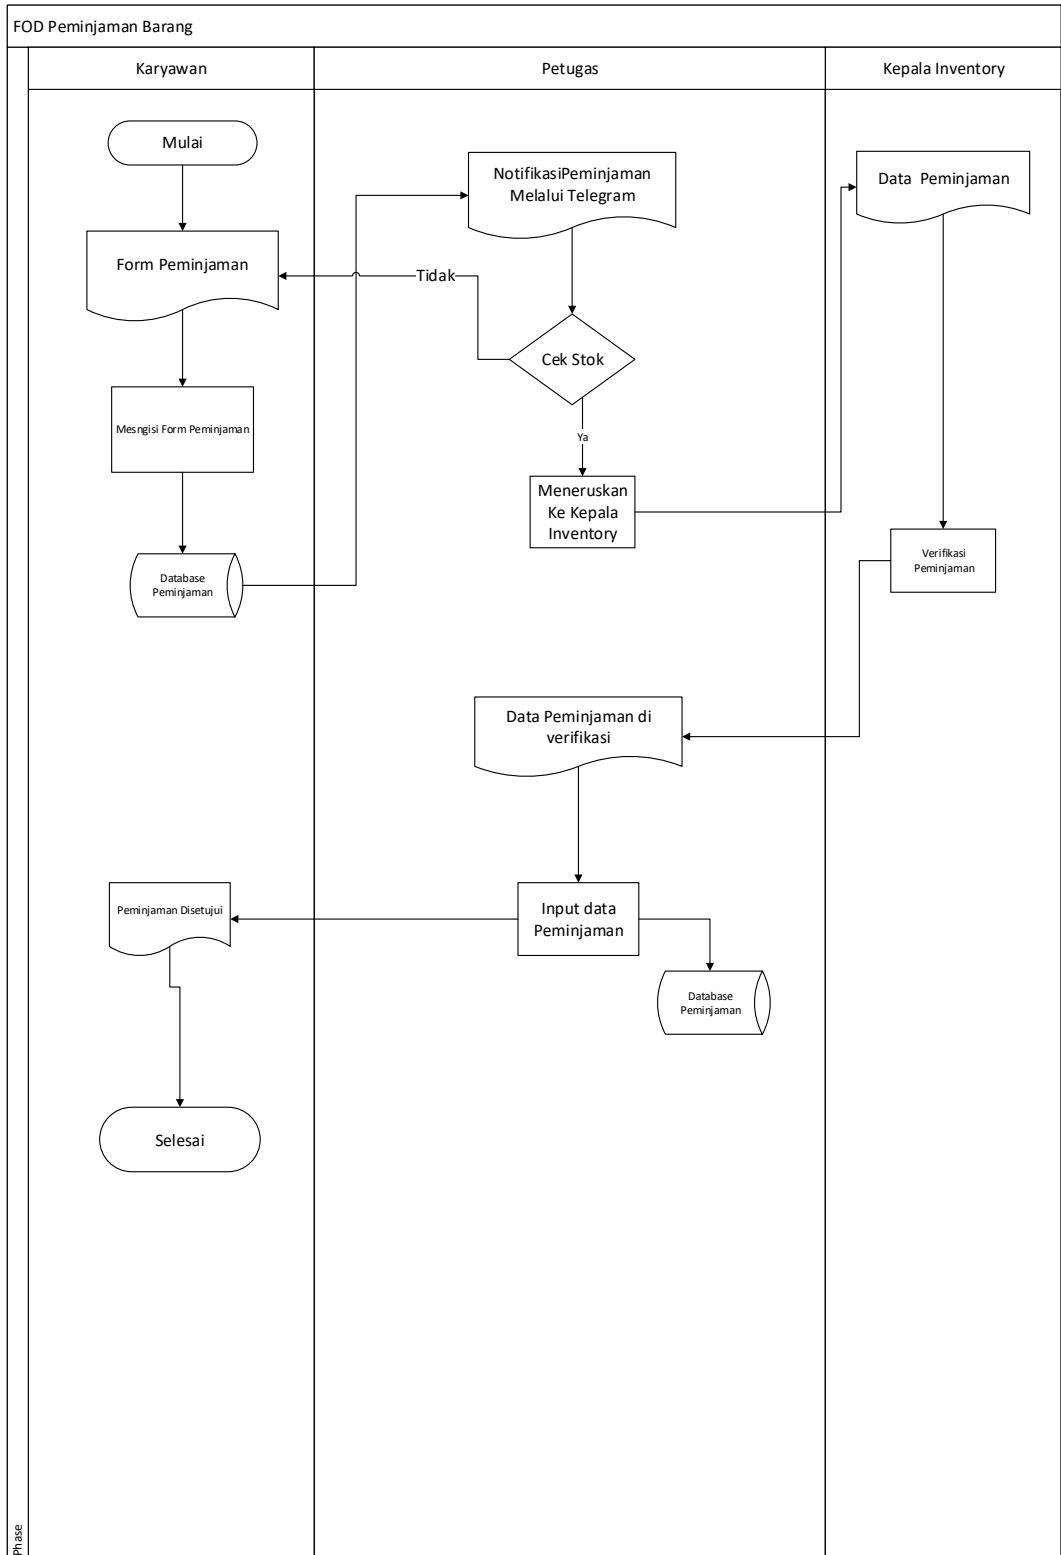 FOD Peminjaman Barang
Karyawan
Petugas
Kepala Inventory
Mulai
NotifikasiPeminjaman
Melalui Telegram
Data  Peminjaman
Form Peminjaman
Tidak
Cek Stok
Mesngisi Form Peminjaman
Ya
Meneruskan
Ke Kepala
Inventory
Database
Peminjaman
Verifikasi
Peminjaman
Data Peminjaman di
verifikasi
Peminjaman Disetujui
Input data
Peminjaman
Database
Peminjaman
Selesai
Phase